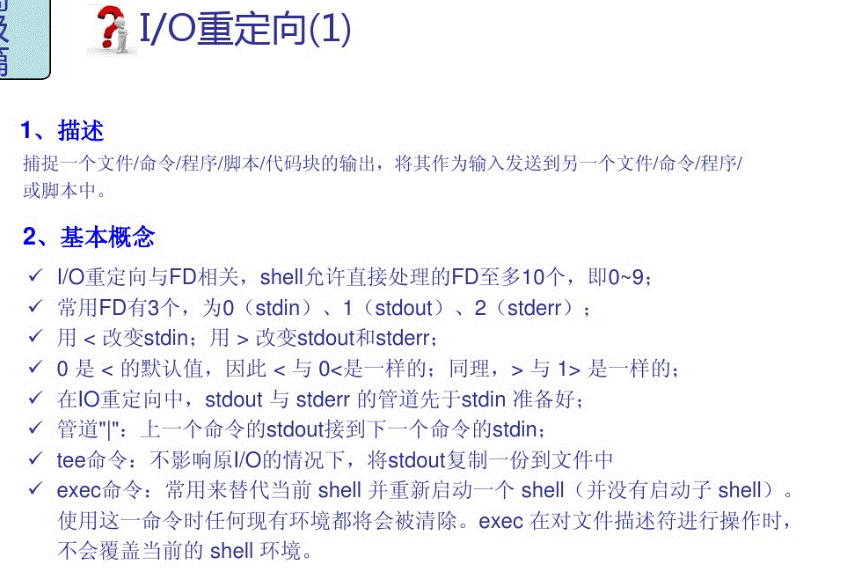 I/O重定向(1)
1、描述
捕捉一个文件/命令/程序/脚本/代码块的输出，将其作为输入发送到另一个文件/命令/程序/
或脚本中。
2、基本概念
✓ I/O重定向与FD相关，shell允许直接处理的FD至多10个，即0~9；
✓ 常用FD有3个，为0（stdin）、1（stdout）、2（stderr）；
✓ 用 < 改变stdin；用 > 改变stdout和stderr；
✓ 0 是 < 的默认值，因此 < 与 0<是一样的；同理，> 与 1> 是一样的；
✓ 在IO重定向中，stdout 与 stderr 的管道先于stdin 准备好；
✓ 管道"|"：上一个命令的stdout接到下一个命令的stdin；
✓ tee命令：不影响原I/O的情况下，将stdout复制一份到文件中
✓ exec命令：常用来替代当前 shell 并重新启动一个 shell（并没有启动子 shell）。
使用这一命令时任何现有环境都将会被清除。exec 在对文件描述符进行操作时，
不会覆盖当前的 shell 环境。